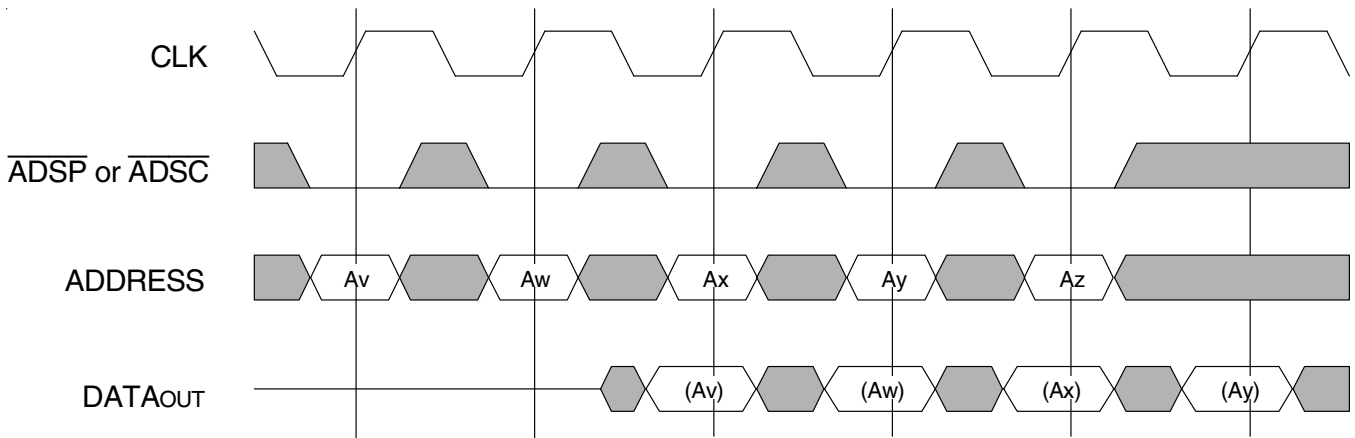 CLK
ADSP or ADSC
ADDRESS Av Aw Ax Ay Az
DATAOUT (Av) (Aw) (Ax) (Ay)